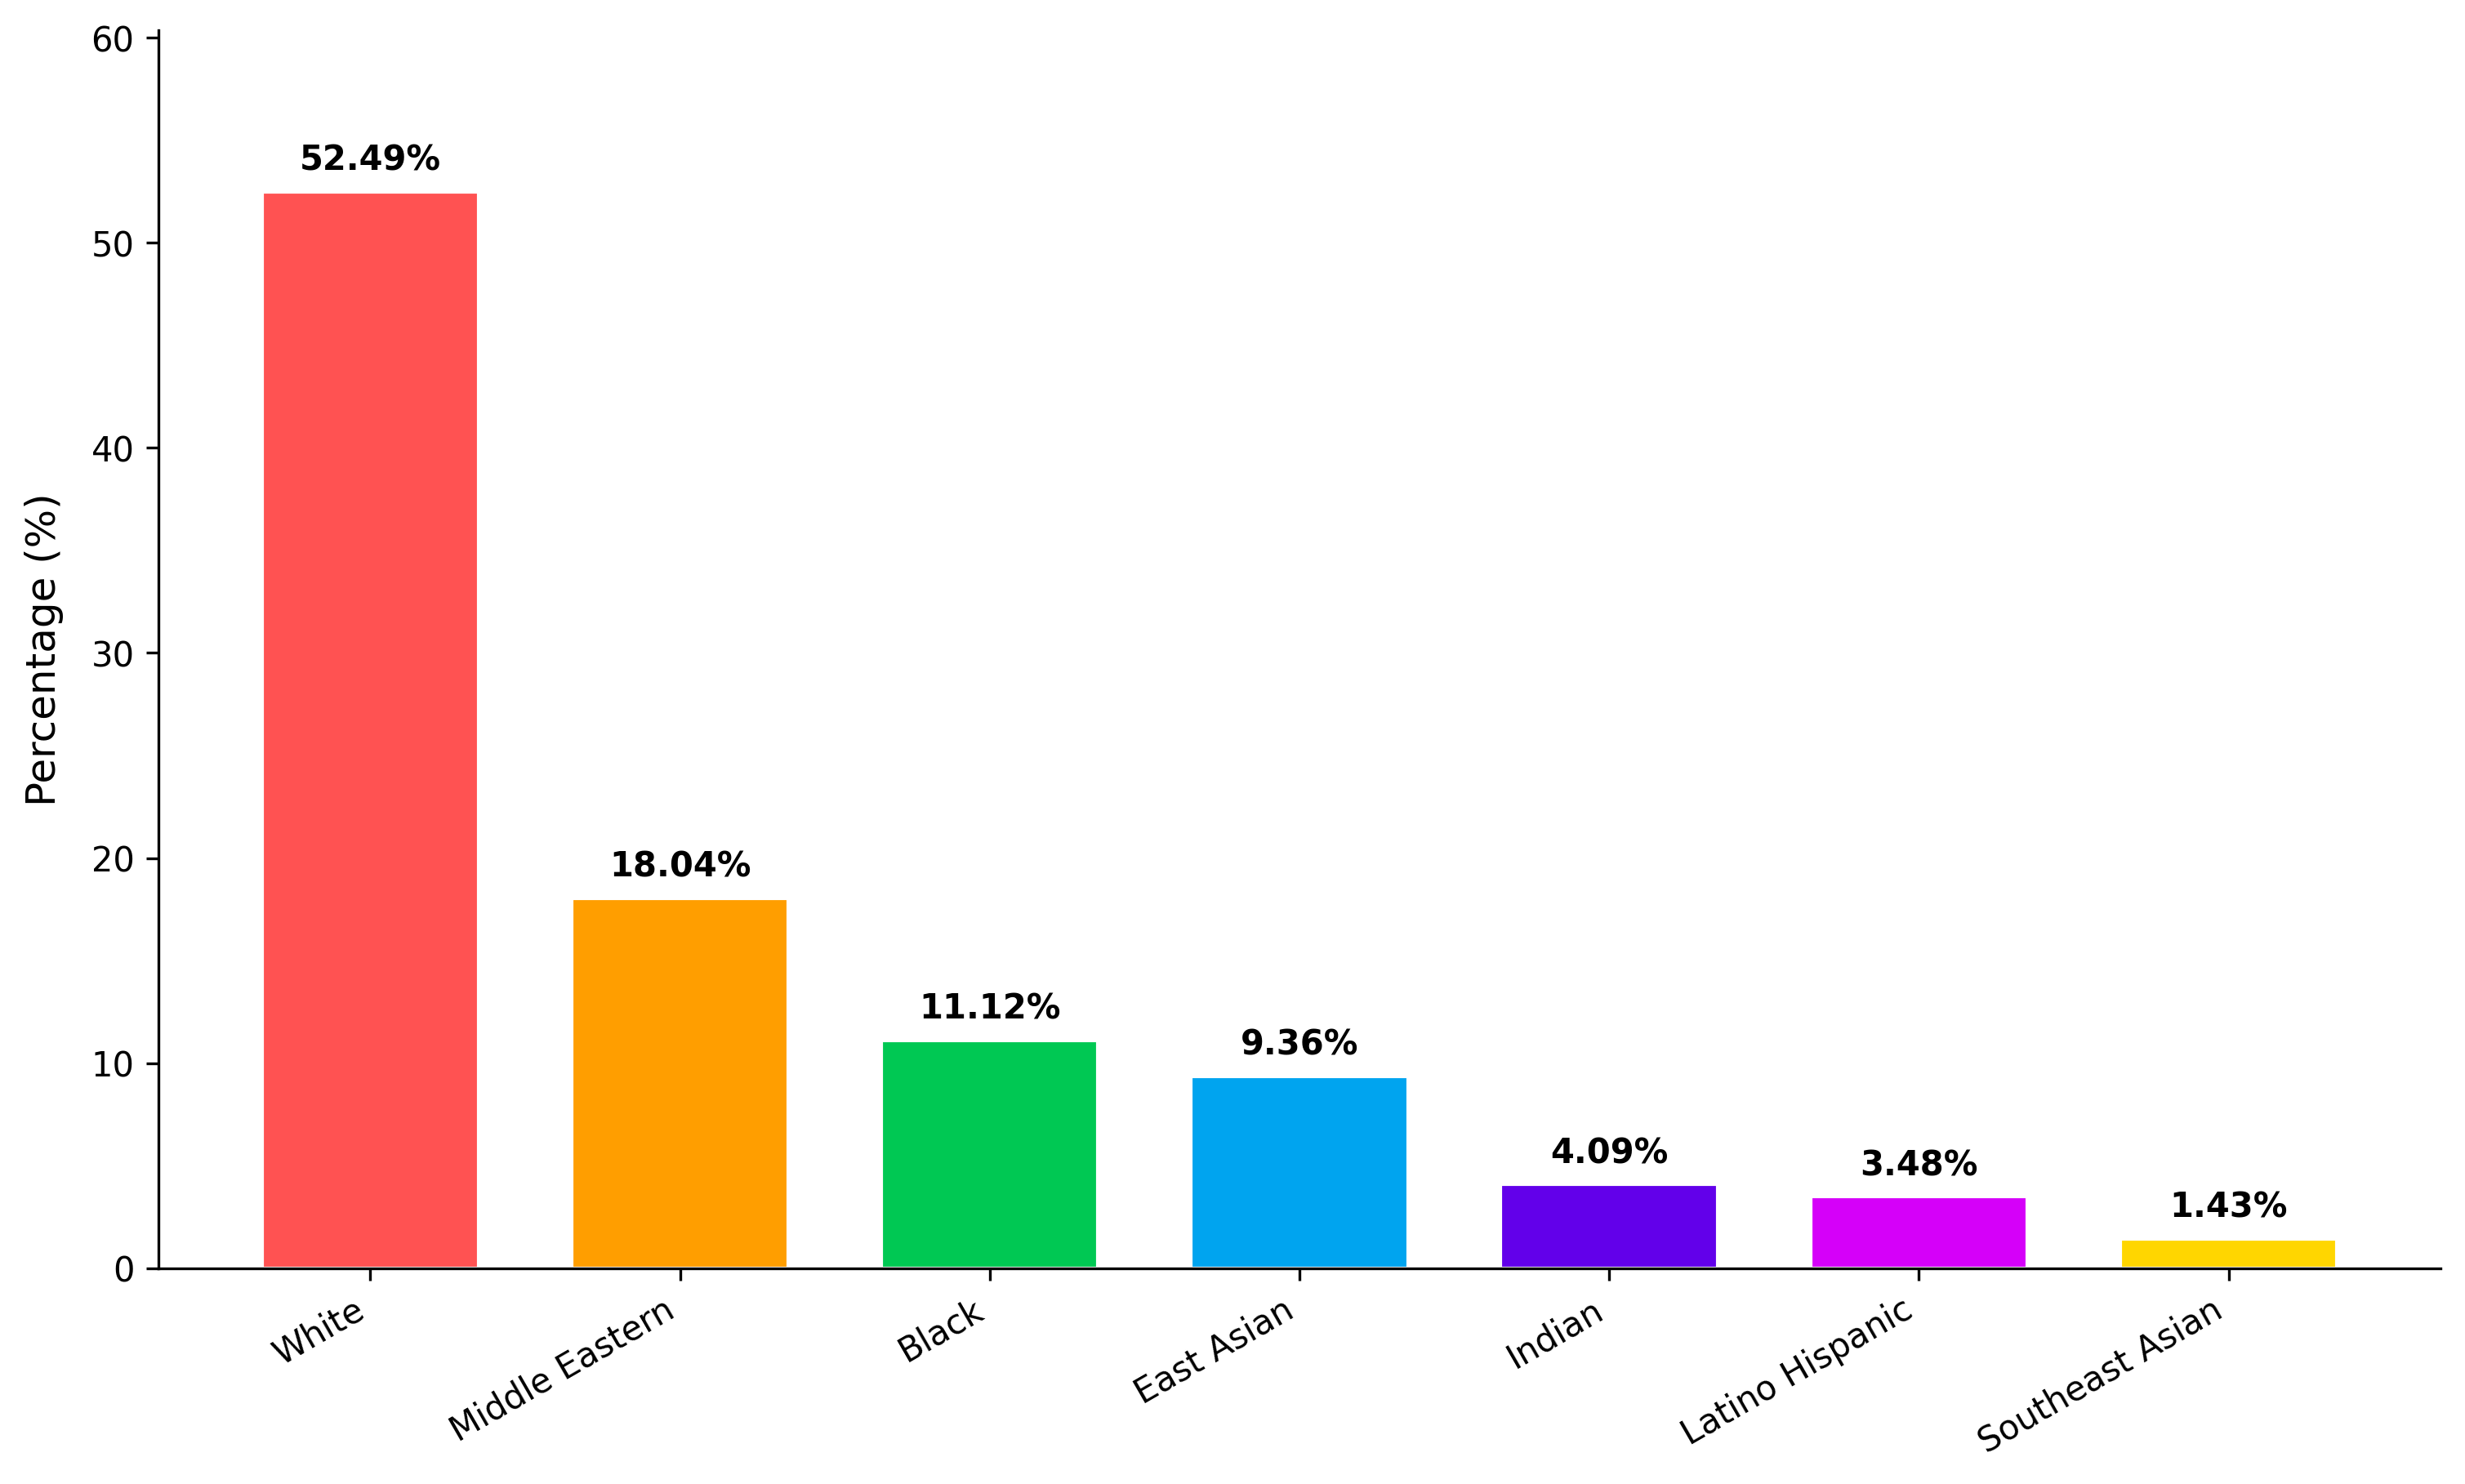 Percentage (%)
60
50
40
30
20
10
0
52.49%
18.04%
11.12%
9.36%
4.09%
3.48%
1.43%
White
Middle Eastern
Black
East Asian
Indian
Latino Hispanic
Southeast Asian